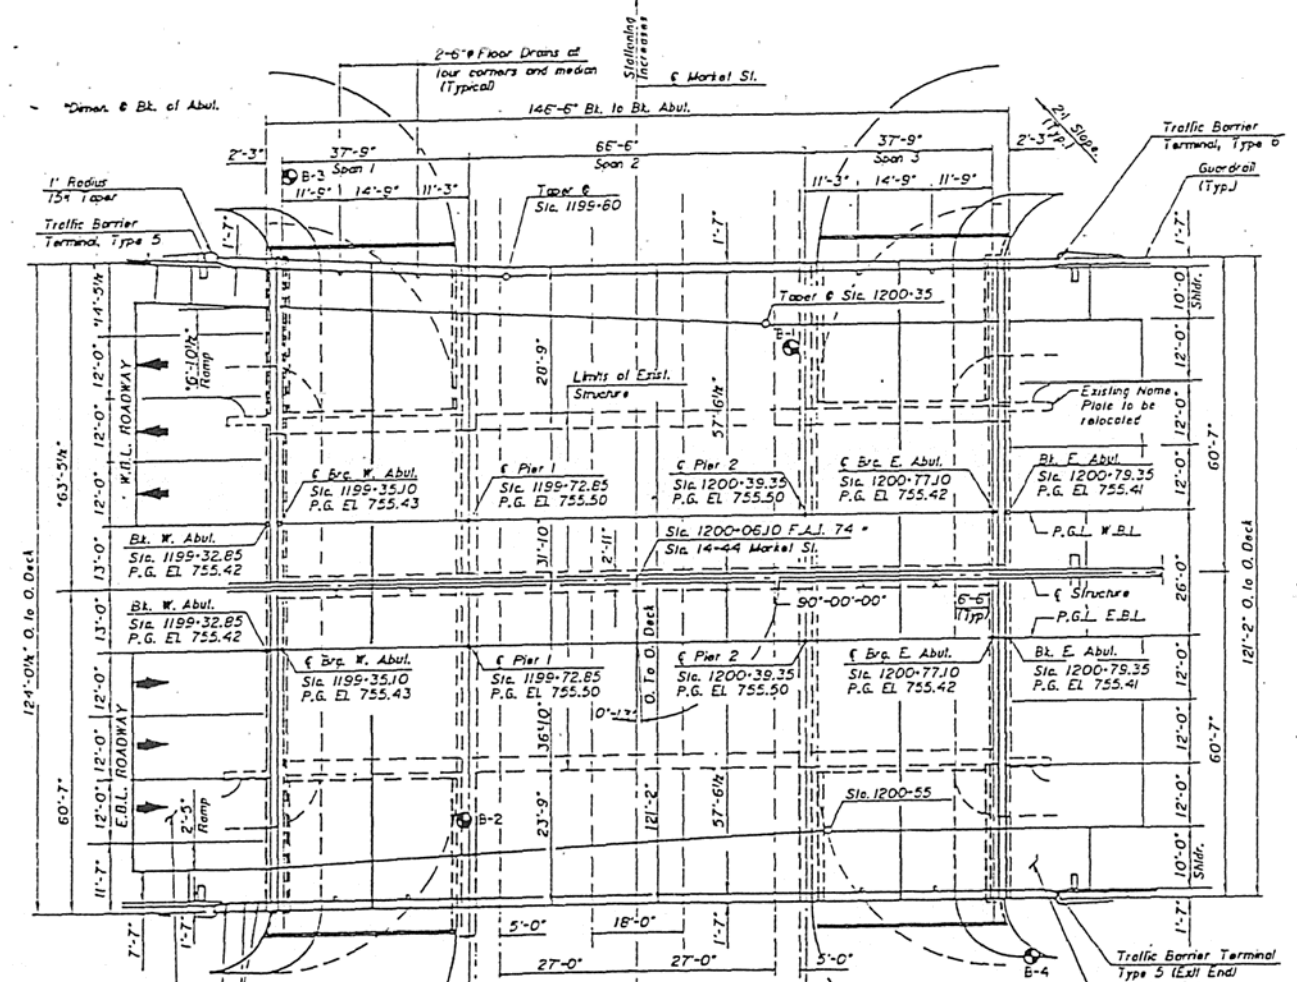 Stationing
Increases
2-6"ø Floor Drains at
four corners and median
(Typical)
℄ Market St.
*Dimen. @ Bk. of Abut.
146'-6" Bk. to Bk. Abut.
2:1 Slope
(Typ.)
Traffic Barrier
Terminal, Type 6
2'-3"
37'-9"
Span 1
66'-6"
Span 2
37'-9"
Span 3
2'-3"
Guardrail
(Typ.)
1' Radius
15:1 Taper
B-3
11'-9"
14'-9"
11'-3"
Taper @
Sta. 1199+60
11'-3"
14'-9"
11'-9"
Traffic Barrier
Terminal, Type 5
1'-7"
1'-7"
1'-7"
*14'-5⅛"
10'-0"
Shldr.
Taper @ Sta. 1200+35
B-1
12'-0"
*6'-10½"
Ramp
20'-9"
Limits of Exist.
Structure
57'-6½"
12'-0"
Existing Name
Plate to be
relocated
12'-0"
W.B.L. ROADWAY
12'-0"
60'-7"
*63'-5⅛"
12'-0"
12'-0"
℄ Brg. W. Abut.
Sta. 1199+35.10
P.G. El. 755.43
℄ Pier 1
Sta. 1199+72.85
P.G. El. 755.50
℄ Pier 2
Sta. 1200+39.35
P.G. El. 755.50
℄ Brg. E. Abut.
Sta. 1200+77.10
P.G. El. 755.42
Bk. E. Abut.
Sta. 1200+79.35
P.G. El. 755.41
Bk. W. Abut.
Sta. 1199+32.85
P.G. El. 755.42
13'-0"
31'-10"
2'-11"
Sta. 1200+06.10 F.A.I. 74 =
Sta. 14+44 Market St.
P.G.L. W.B.L.
124'-0⅛" O. to O. Deck
121'-2" O. to O. Deck
26'-0"
Bk. W. Abut.
Sta. 1199+32.85
P.G. El. 755.42
13'-0"
90°-00'-00"
6'-6"
(Typ)
℄ Structure
P.G.L. E.B.L.
℄ Brg. W. Abut.
Sta. 1199+35.10
P.G. El. 755.43
℄ Pier 1
Sta. 1199+72.85
P.G. El. 755.50
℄ Pier 2
Sta. 1200+39.35
P.G. El. 755.50
℄ Brg. E. Abut.
Sta. 1200+77.10
P.G. El. 755.42
Bk. E. Abut.
Sta. 1200+79.35
P.G. El. 755.41
12'-0"
12'-0"
O. To O. Deck
121'-2"
36'-10"
12'-0"
12'-0"
60'-7"
E.B.L. ROADWAY
60'-7"
12'-0"
2'-5"
Ramp
B-2
23'-9"
57'-6½"
Sta. 1200+55
12'-0"
11'-7"
10'-0"
Shldr.
7'-7"
1'-7"
5'-0"
18'-0"
1'-7"
1'-7"
27'-0"
27'-0"
5'-0"
B-4
Traffic Barrier Terminal
Type 5 (Exit End)